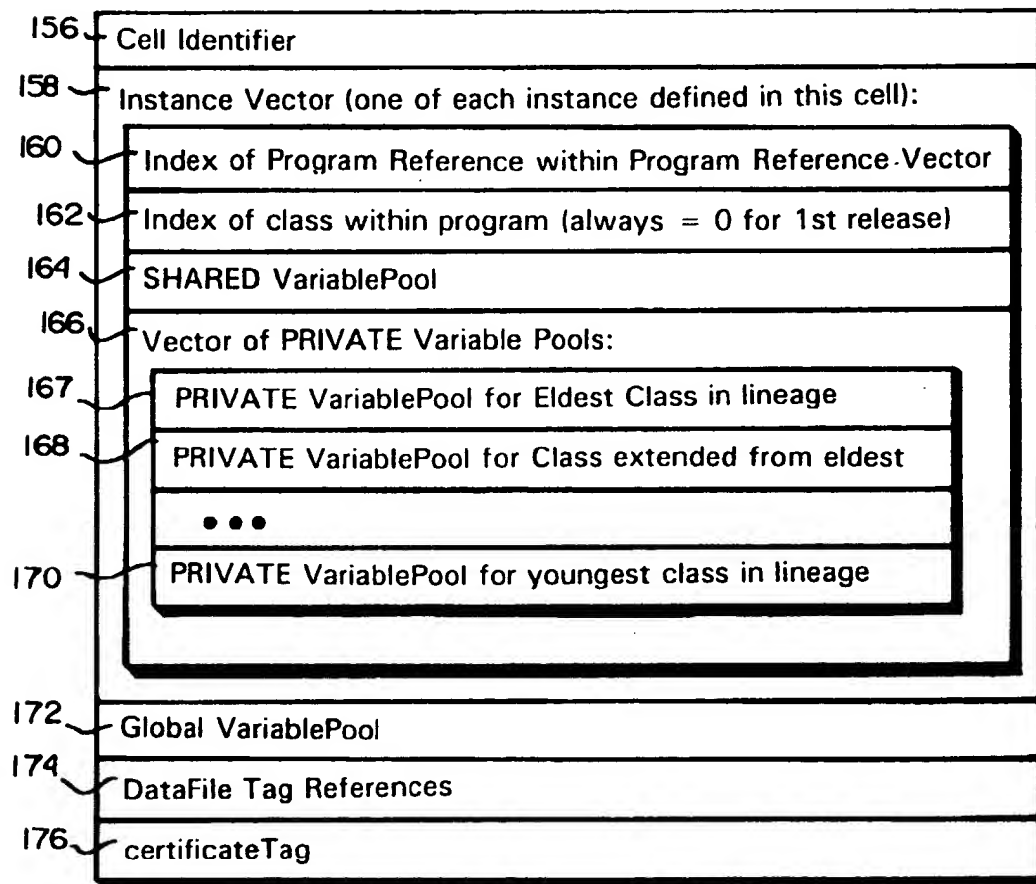 156 Cell Identifier
158 Instance Vector (one of each instance defined in this cell):
160 Index of Program Reference within Program Reference Vector
162 Index of class within program (always = 0 for 1st release)
164 SHARED VariablePool
166 Vector of PRIVATE Variable Pools:
167 PRIVATE VariablePool for Eldest Class in lineage
168 PRIVATE VariablePool for Class extended from eldest
• • •
170 PRIVATE VariablePool for youngest class in lineage
172 Global VariablePool
174 DataFile Tag References
176 certificateTag